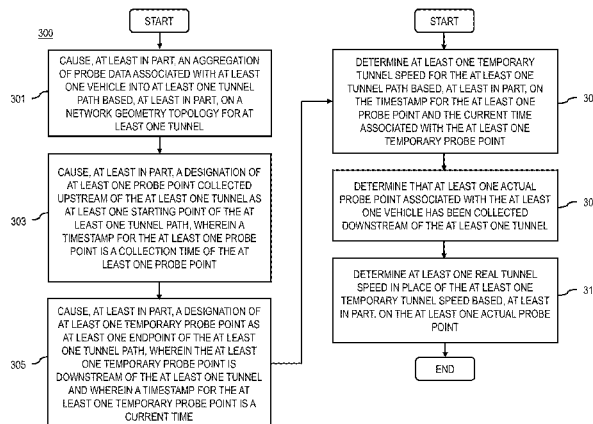 START
300
CAUSE, AT LEAST IN PART, AN AGGREGATION
OF PROBE DATA ASSOCIATED WITH AT LEAST
ONE VEHICLE INTO AT LEAST ONE TUNNEL
PATH BASED, AT LEAST IN PART, ON A
NETWORK GEOMETRY TOPOLOGY FOR AT
LEAST ONE TUNNEL
301
CAUSE, AT LEAST IN PART, A DESIGNATION OF
AT LEAST ONE PROBE POINT COLLECTED
UPSTREAM OF THE AT LEAST ONE TUNNEL AS
AT LEAST ONE STARTING POINT OF THE AT
LEAST ONE TUNNEL PATH, WHEREIN A
TIMESTAMP FOR THE AT LEAST ONE PROBE
POINT IS A COLLECTION TIME OF THE AT
LEAST ONE PROBE POINT
303
CAUSE, AT LEAST IN PART, A DESIGNATION OF
AT LEAST ONE TEMPORARY PROBE POINT AS
AT LEAST ONE ENDPOINT OF THE AT LEAST
ONE TUNNEL PATH, WHEREIN THE AT LEAST
ONE TEMPORARY PROBE POINT IS
DOWNSTREAM OF THE AT LEAST ONE TUNNEL
AND WHEREIN A TIMESTAMP FOR THE AT
LEAST ONE TEMPORARY PROBE POINT IS A
CURRENT TIME
305
START
DETERMINE AT LEAST ONE TEMPORARY
TUNNEL SPEED FOR THE AT LEAST ONE
TUNNEL PATH BASED, AT LEAST IN PART, ON
THE TIMESTAMP FOR THE AT LEAST ONE
PROBE POINT AND THE CURRENT TIME
ASSOCIATED WITH THE AT LEAST ONE
TEMPORARY PROBE POINT
30
DETERMINE THAT AT LEAST ONE ACTUAL
PROBE POINT ASSOCIATED WITH THE AT
LEAST ONE VEHICLE HAS BEEN COLLECTED
DOWNSTREAM OF THE AT LEAST ONE TUNNEL
30
DETERMINE AT LEAST ONE REAL TUNNEL
SPEED IN PLACE OF THE AT LEAST ONE
TEMPORARY TUNNEL SPEED BASED, AT LEAST
IN PART, ON THE AT LEAST ONE ACTUAL
PROBE POINT
31
END